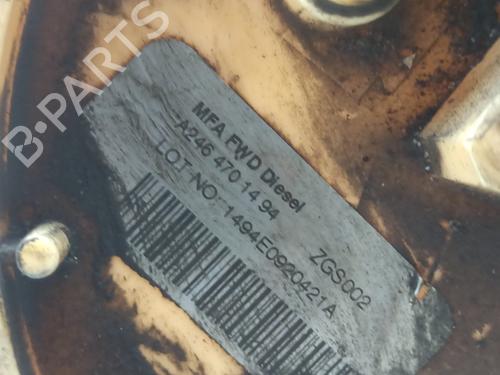 B-PARTS
MFA FWD Diesel
A246 470 14 94 ZGS002
LOT NO: 1494E0920421A